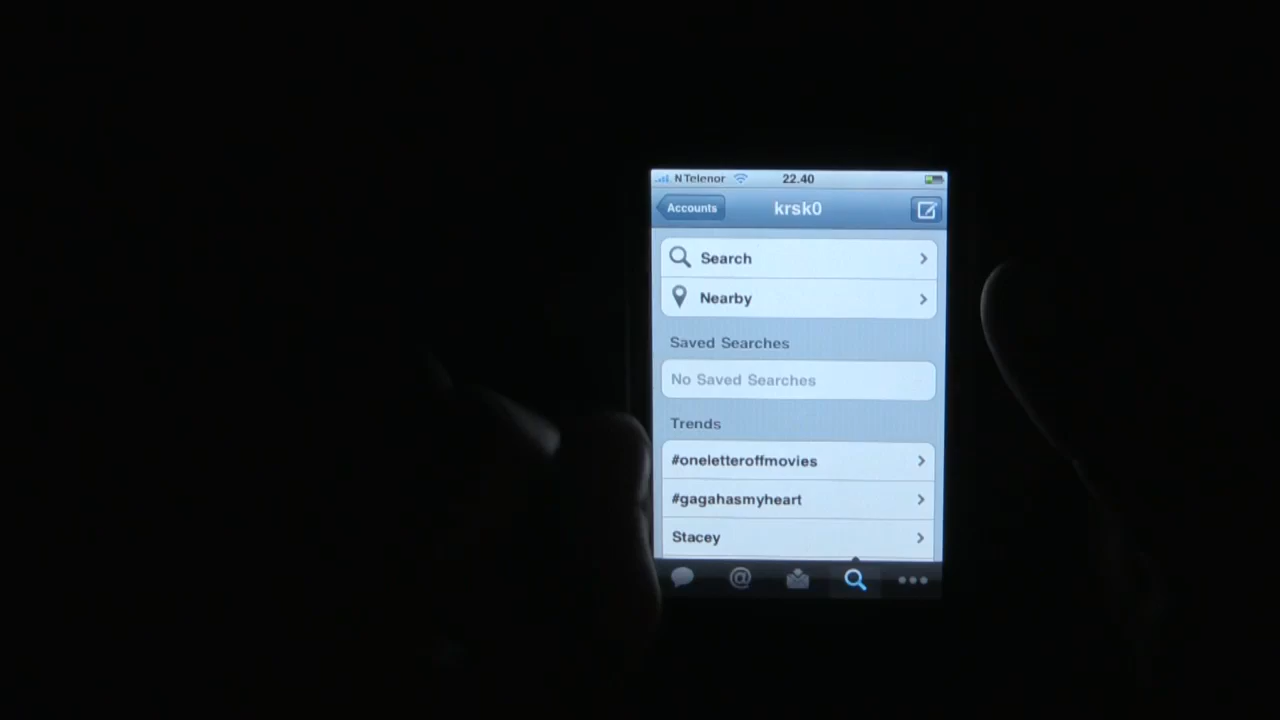 N Telenor 22.40
Accounts krsk0
Search
Nearby
Saved Searches
No Saved Searches
Trends
#oneletteroffmovies
#gagahasmyheart
Stacey
@